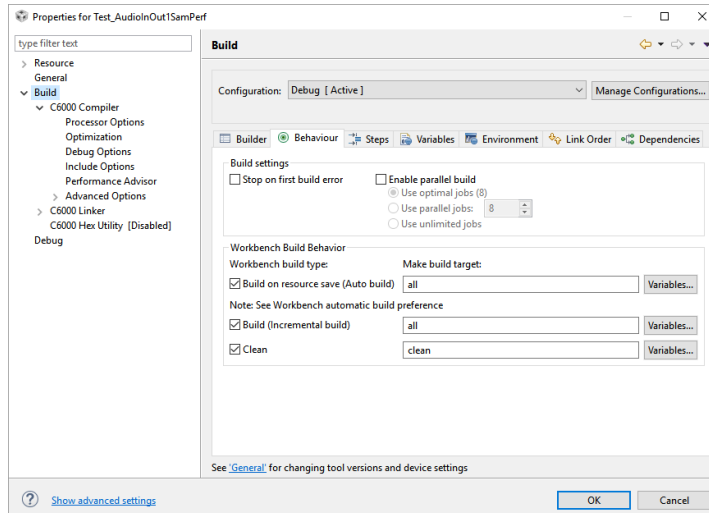 Properties for Test_AudioInOut1SamPerf
type filter text
Resource
General
Build
C6000 Compiler
Processor Options
Optimization
Debug Options
Include Options
Performance Advisor
Advanced Options
C6000 Linker
C6000 Hex Utility [Disabled]
Debug
Build
Configuration: Debug [ Active ] Manage Configurations...
Builder Behaviour Steps Variables Environment Link Order Dependencies
Build settings
Stop on first build error Enable parallel build
Use optimal jobs (8)
Use parallel jobs: 8
Use unlimited jobs
Workbench Build Behavior
Workbench build type: Make build target:
Build on resource save (Auto build) all Variables...
Note: See Workbench automatic build preference
Build (Incremental build) all Variables...
Clean clean Variables...
See 'General' for changing tool versions and device settings
? Show advanced settings OK Cancel